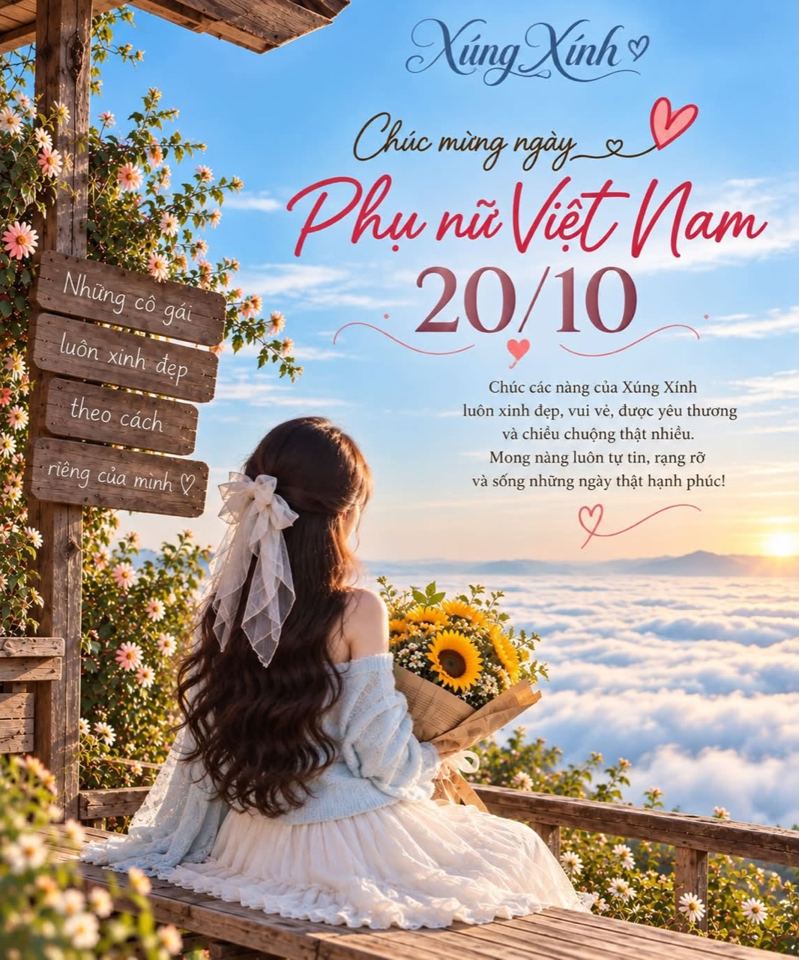 Xúng Xính
Chúc mừng ngày
Phụ nữ Việt Nam
20/10
Chúc các nàng của Xúng Xính
luôn xinh đẹp, vui vẻ, được yêu thương
và chiều chuộng thật nhiều.
Mong nàng luôn tự tin, rạng rỡ
và sống những ngày thật hạnh phúc!
Những cô gái
luôn xinh đẹp
theo cách
riêng của mình